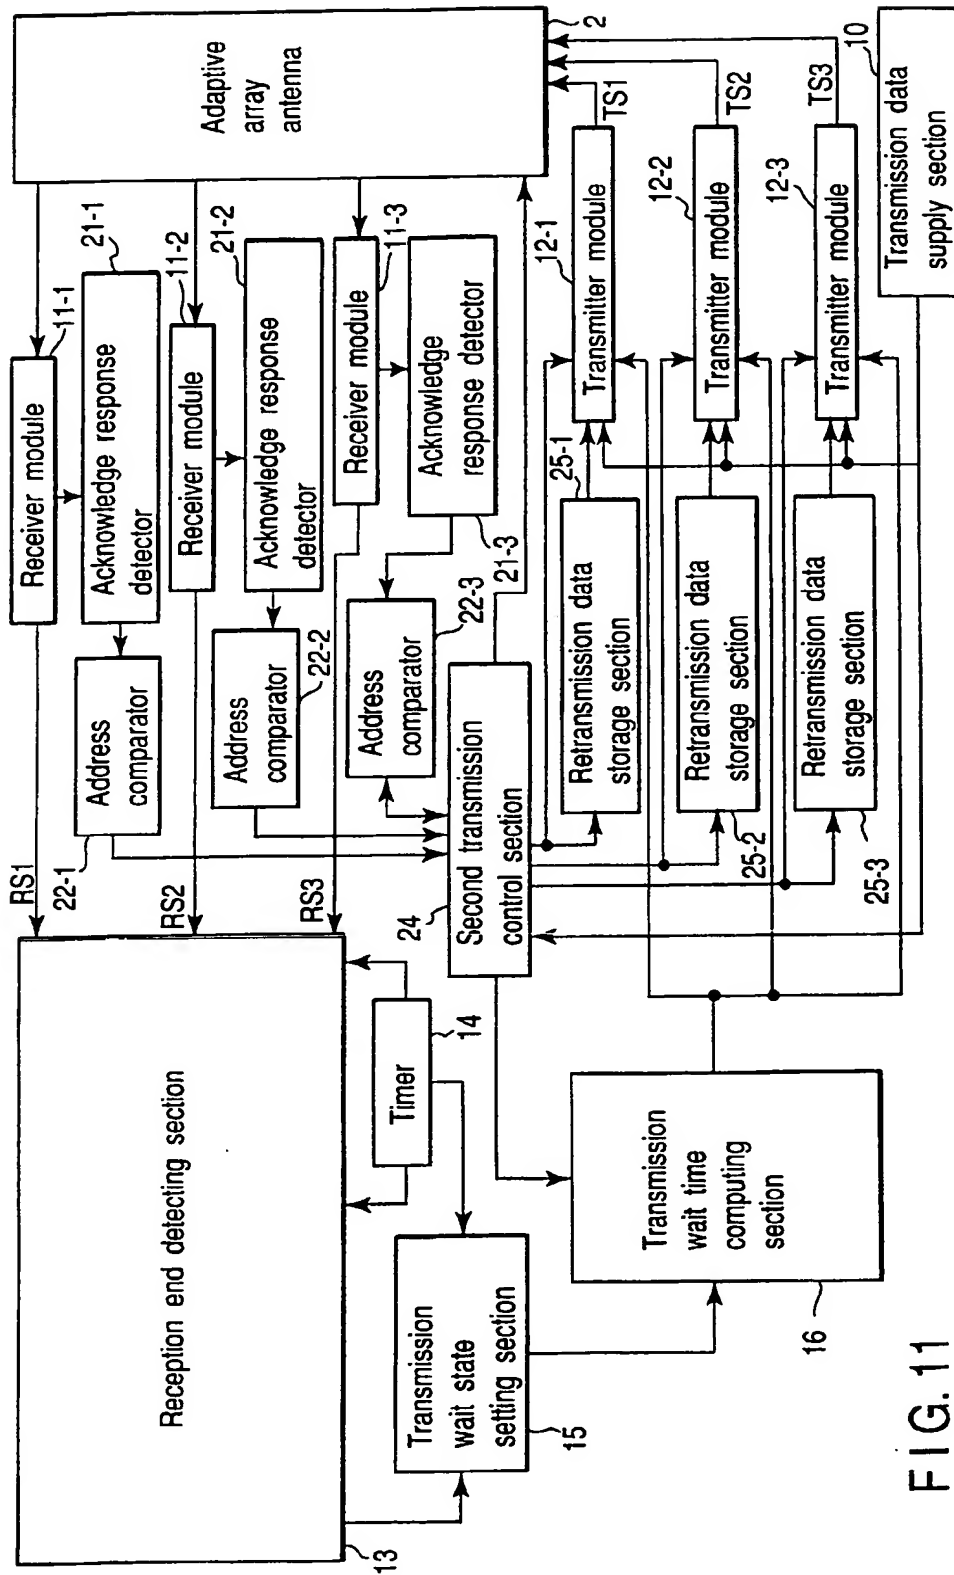 Adaptive
array
antenna
2
Receiver module
11-1
Acknowledge response
detector
21-1
Address
comparator
22-1
RS1
Receiver module
11-2
Acknowledge response
detector
21-2
Address
comparator
22-2
RS2
Receiver module
11-3
Acknowledge
response detector
21-3
Address
comparator
22-3
RS3
Reception end detecting section
13
Timer
14
Transmission
wait state
setting section
15
Transmission
wait time
computing
section
16
Second transmission
control section
24
Retransmission data
storage section
25-1
Retransmission data
storage section
25-2
Retransmission data
storage section
25-3
Transmitter module
12-1
TS1
Transmitter module
12-2
TS2
Transmitter module
12-3
TS3
Transmission data
supply section
10
FIG. 11